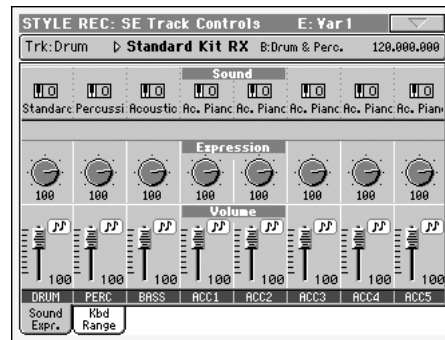 STYLE REC: SE Track Controls E: Var1
Trk:Drum Standard Kit RX B:Drum & Perc. 120.000.000
Sound
Standarc Percussi Acoustic Ac. Pianc Ac. Pianc Ac. Pianc Ac. Pianc Ac. Pian
Expression
100 100 100 100 100 100 100 100
Volume
100 100 100 100 100 100 100 100
DRUM PERC BASS ACC1 ACC2 ACC3 ACC4 ACC5
Sound Expr. Kbd Range